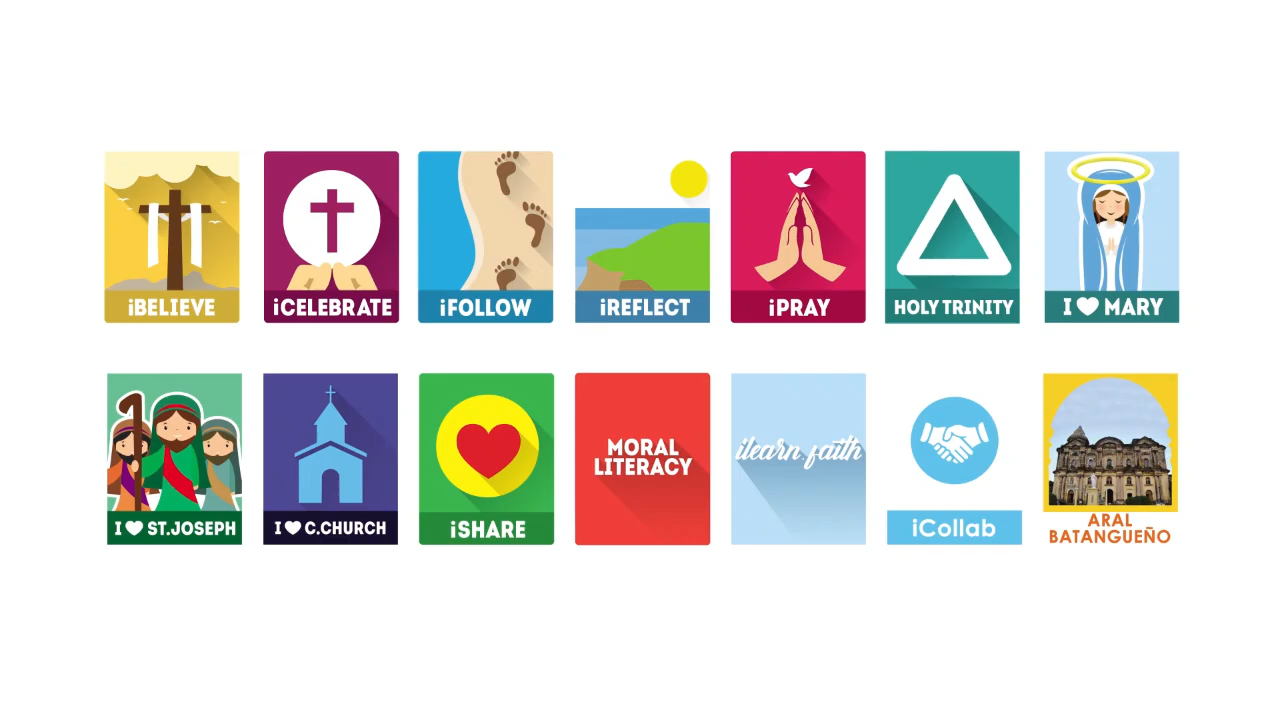 iBELIEVE
iCELEBRATE
iFOLLOW
iREFLECT
iPRAY
HOLY TRINITY
I ♥ MARY
I ♥ ST.JOSEPH
I ♥ C.CHURCH
iSHARE
MORAL
LITERACY
ilearn.faith
iCollab
ARAL
BATANGUEÑO